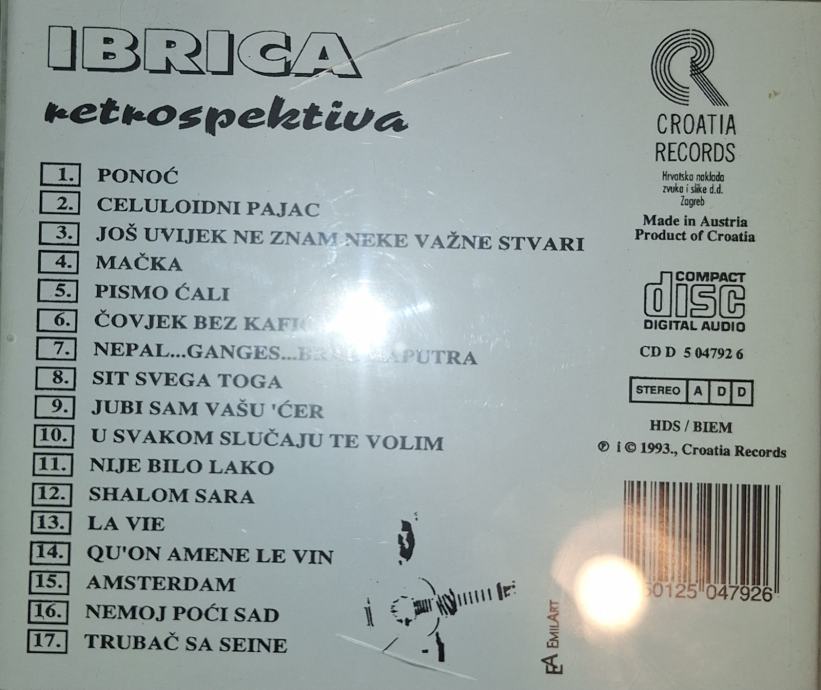 IBRICA
retrospektiva
1. PONOĆ
2. CELULOIDNI PAJAC
3. JOŠ UVIJEK NE ZNAM NEKE VAŽNE STVARI
4. MAČKA
5. PISMO ĆALI
6. ČOVJEK BEZ
7. NEPAL...GANGES...
8. SIT SVEGA TOGA
9. JUBI SAM VAŠU 'ĆER
10. U SVAKOM SLUČAJU TE VOLIM
11. NIJE BILO LAKO
12. SHALOM SARA
13. LA VIE
14. QU'ON AMENE LE VIN
15. AMSTERDAM
16. NEMOJ POĆI SAD
17. TRUBAČ SA SEINE
CROATIA
RECORDS
Hrvatska naklada
zvuka i slike d.d.
Zagreb
Made in Austria
Product of Croatia
COMPACT
disc
DIGITAL AUDIO
CD D 5 04792 6
STEREO A D D
HDS / BIEM
℗ i © 1993., Croatia Records
50125 047926
EA EMILART